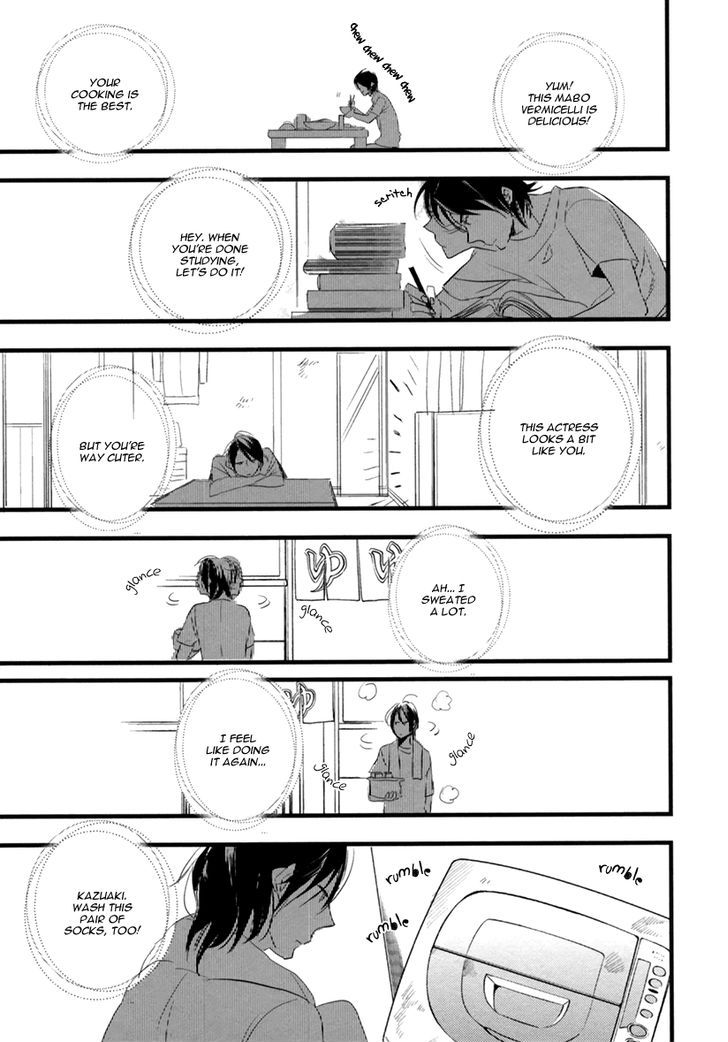 YUM!
THIS MABO
VERMICELLI IS
DELICIOUS!
chew chew chew chew
YOUR
COOKING IS
THE BEST.
scritch
HEY. WHEN
YOU'RE DONE
STUDYING,
LET'S DO IT!
THIS ACTRESS
LOOKS A BIT
LIKE YOU.
BUT YOU'RE
WAY CUTER.
AH... I
SWEATED
A LOT.
ゆ ゆ
glance
glance
glance
glance
ゆ
I FEEL
LIKE DOING
IT AGAIN...
rumble
rumble
rumble
KAZUAKI.
WASH THIS
PAIR OF
SOCKS, TOO!